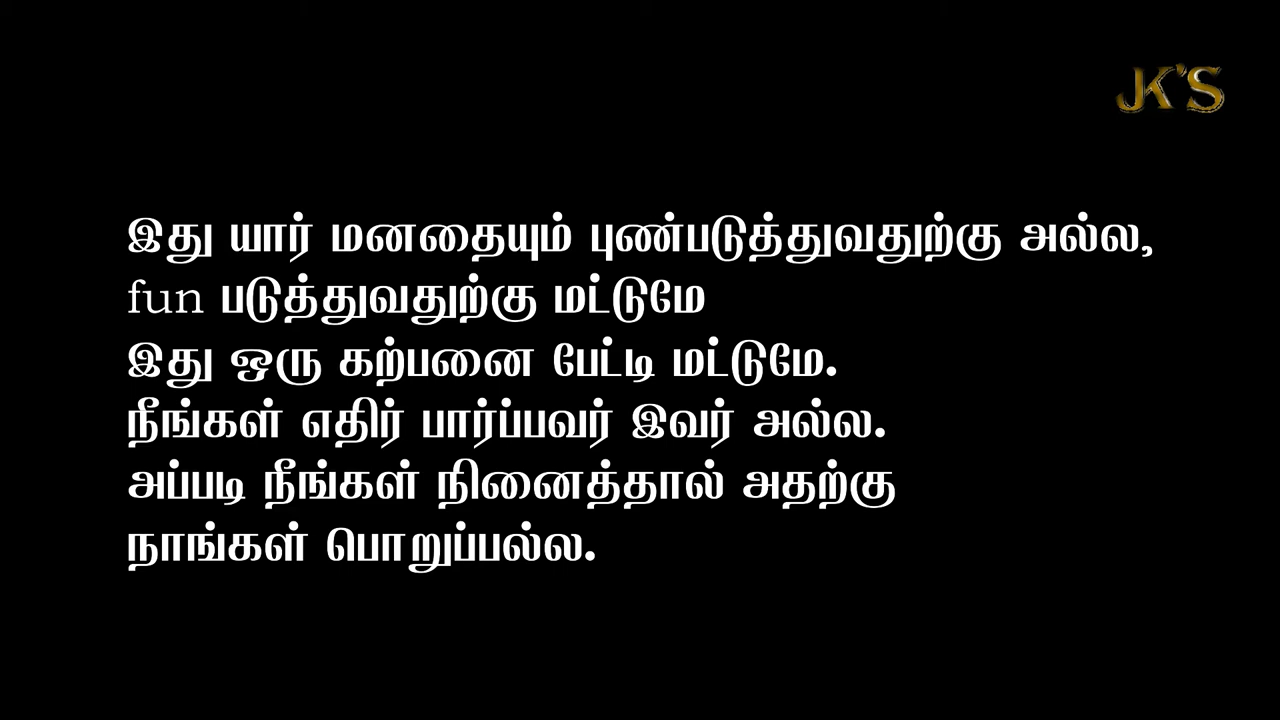 JK'S
இது யார் மனதையும் புண்படுத்துவதுற்கு அல்ல,
fun படுத்துவதுற்கு மட்டுமே
இது ஒரு கற்பனை பேட்டி மட்டுமே.
நீங்கள் எதிர் பார்ப்பவர் இவர் அல்ல.
அப்படி நீங்கள் நினைத்தால் அதற்கு
நாங்கள் பொறுப்பல்ல.